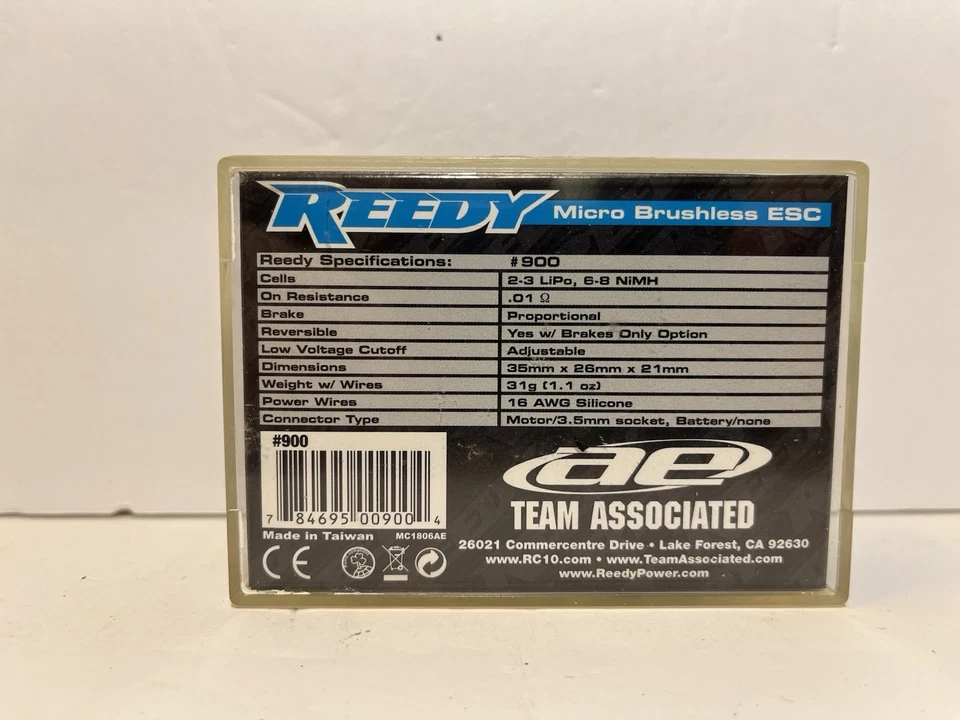 REEDY Micro Brushless ESC
Reedy Specifications: #900
Cells 2-3 LiPo, 6-8 NiMH
On Resistance .01 Ω
Brake Proportional
Reversible Yes w/ Brakes Only Option
Low Voltage Cutoff Adjustable
Dimensions 35mm x 26mm x 21mm
Weight w/ Wires 31g (1.1 oz)
Power Wires 16 AWG Silicone
Connector Type Motor/3.5mm socket, Battery/none
#900
7 84695 00900 4
Made in Taiwan MC1806AE
CE
ae
TEAM ASSOCIATED
26021 Commercentre Drive • Lake Forest, CA 92630
www.RC10.com • www.TeamAssociated.com
www.ReedyPower.com